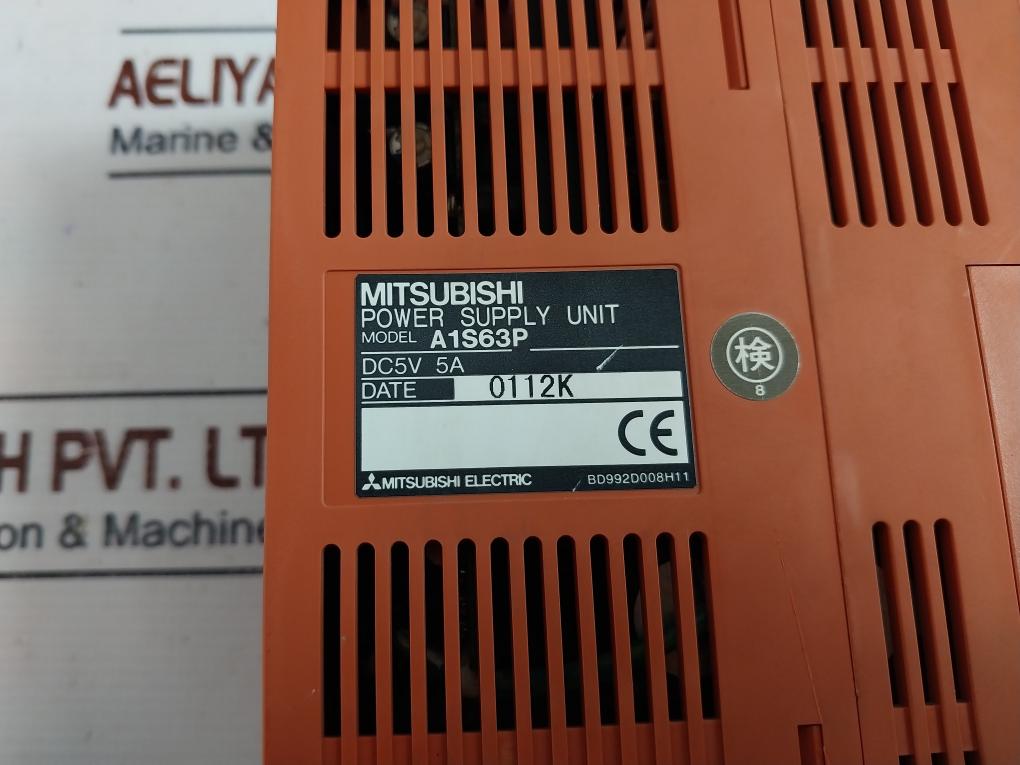 AELIYA
Marine &
H PVT. LT
on & Machine
MITSUBISHI
POWER SUPPLY UNIT
MODEL A1S63P
DC5V 5A
DATE 0112K
CE
MITSUBISHI ELECTRIC BD992D008H11
検
8